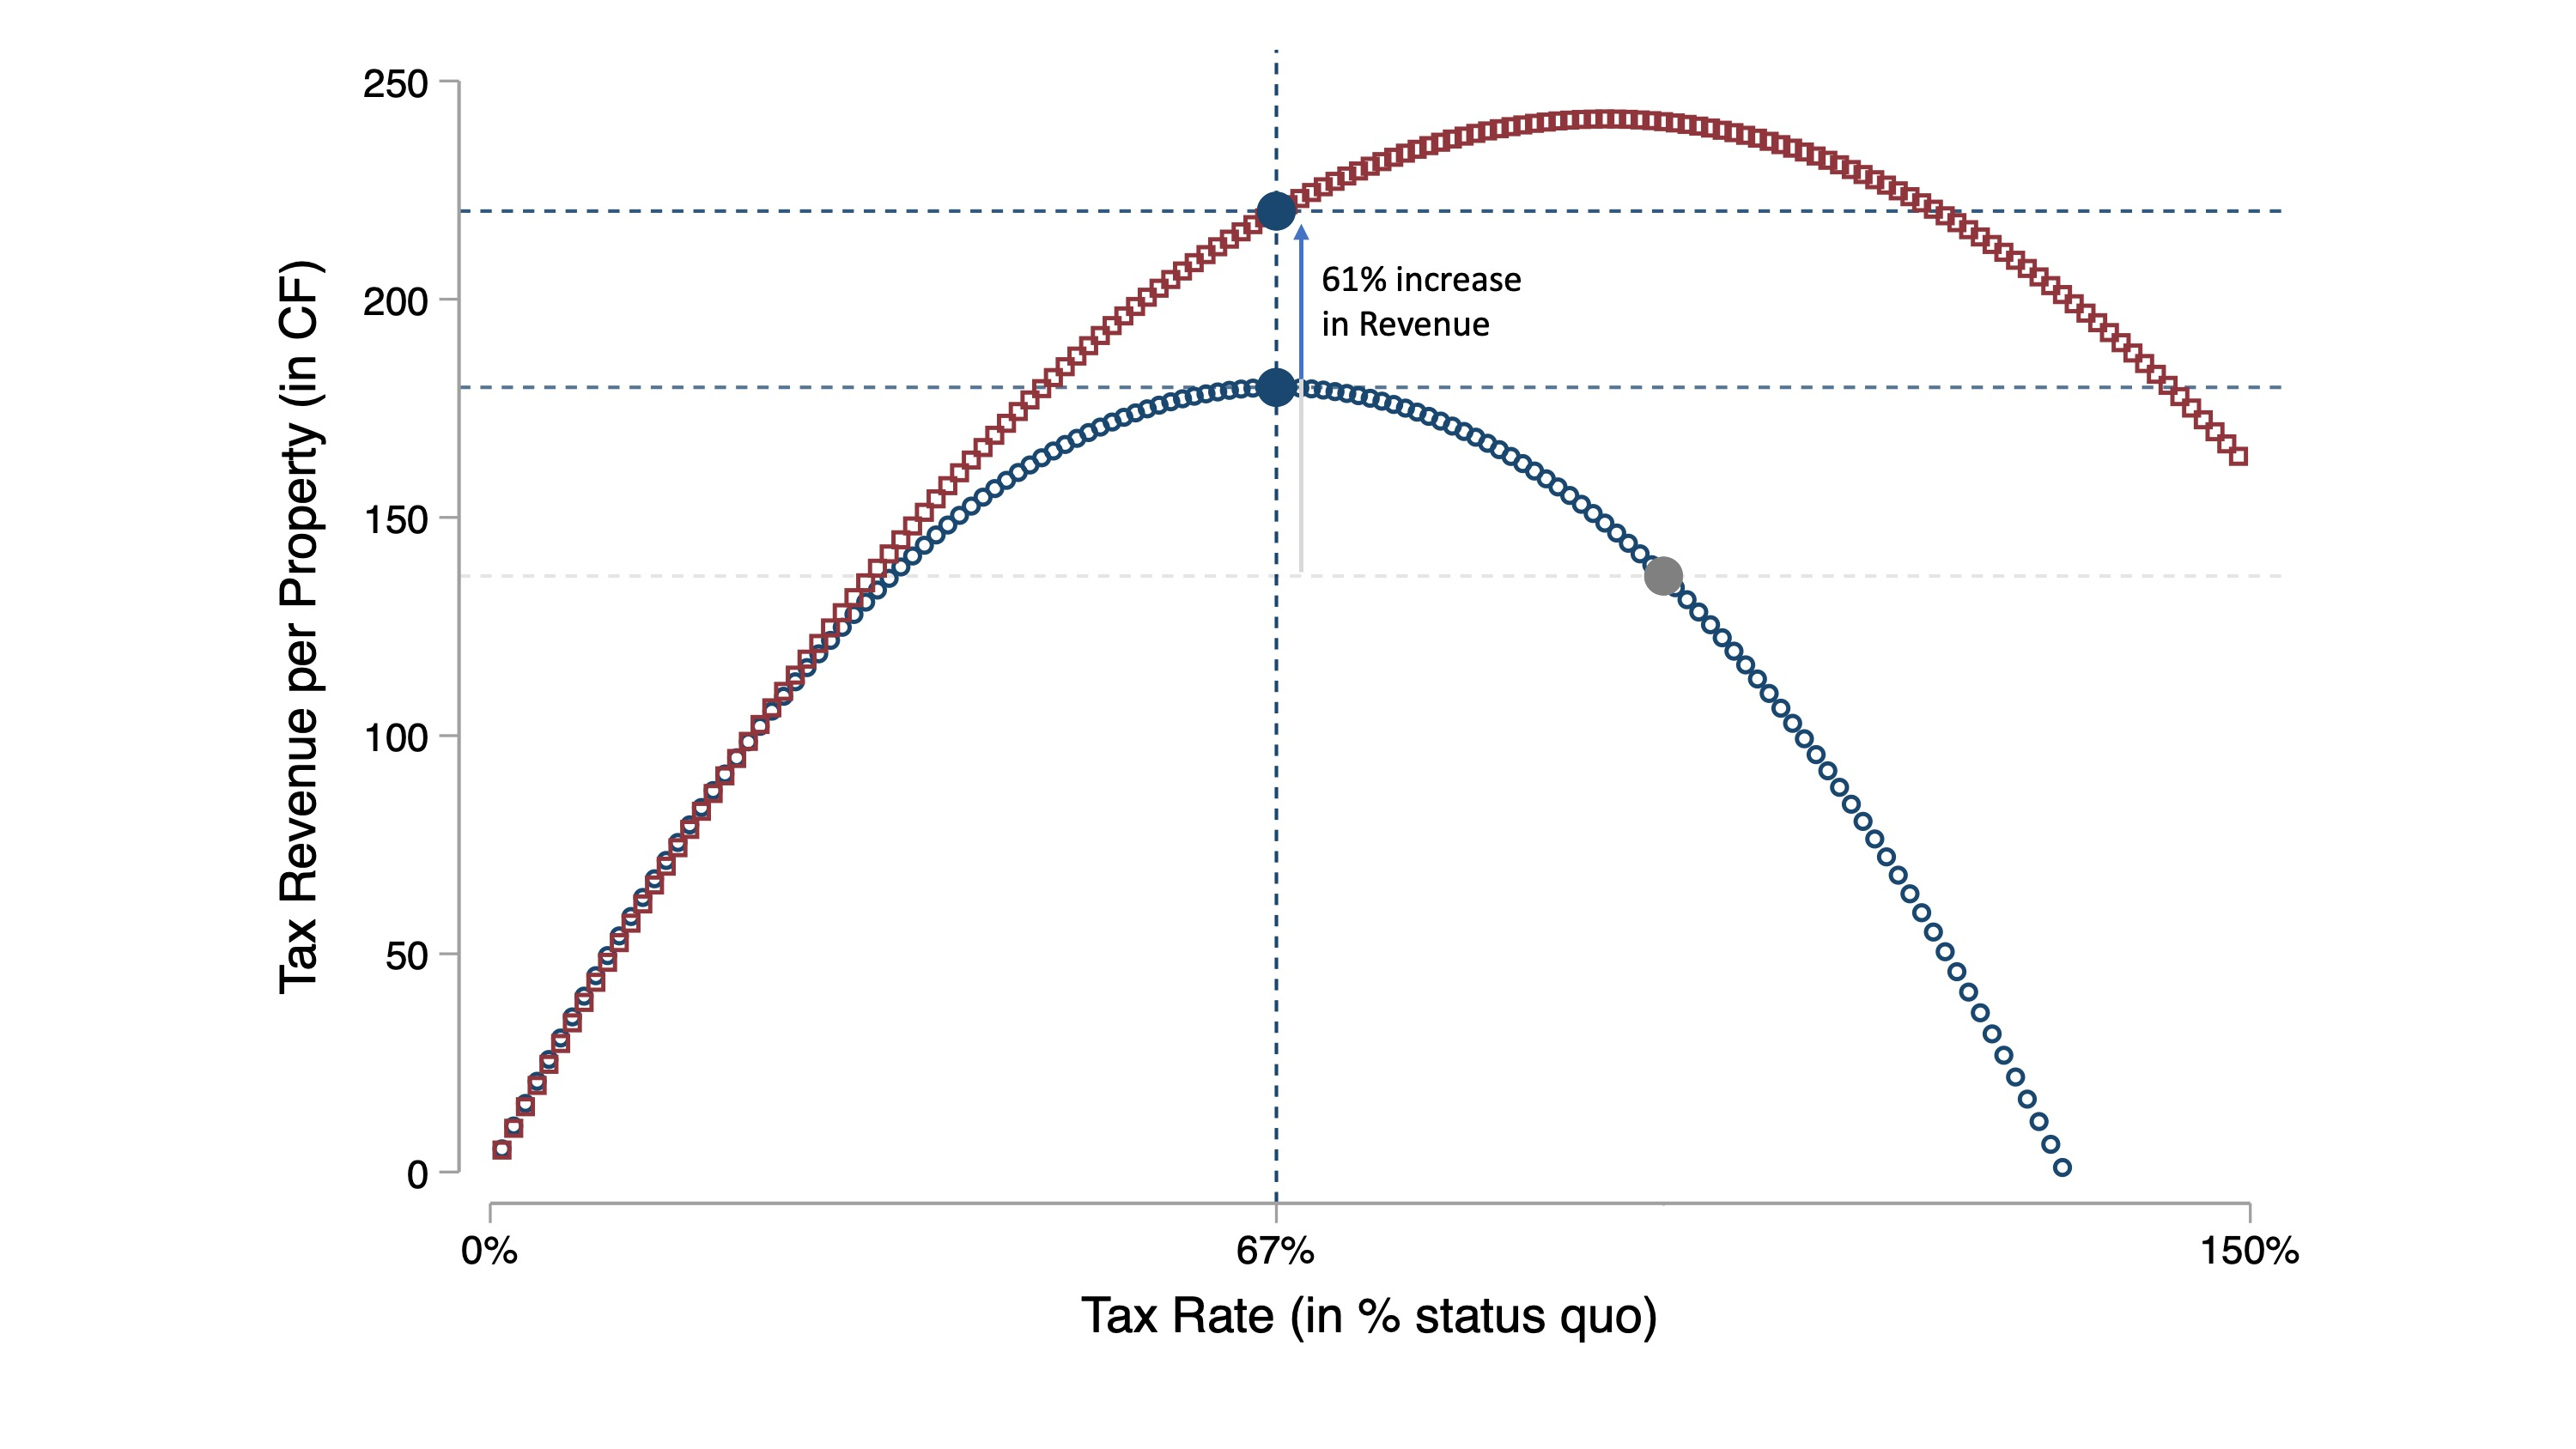 Tax Revenue per Property (in CF)
250
200
150
100
50
0
61% increase
in Revenue
0%
67%
150%
Tax Rate (in % status quo)